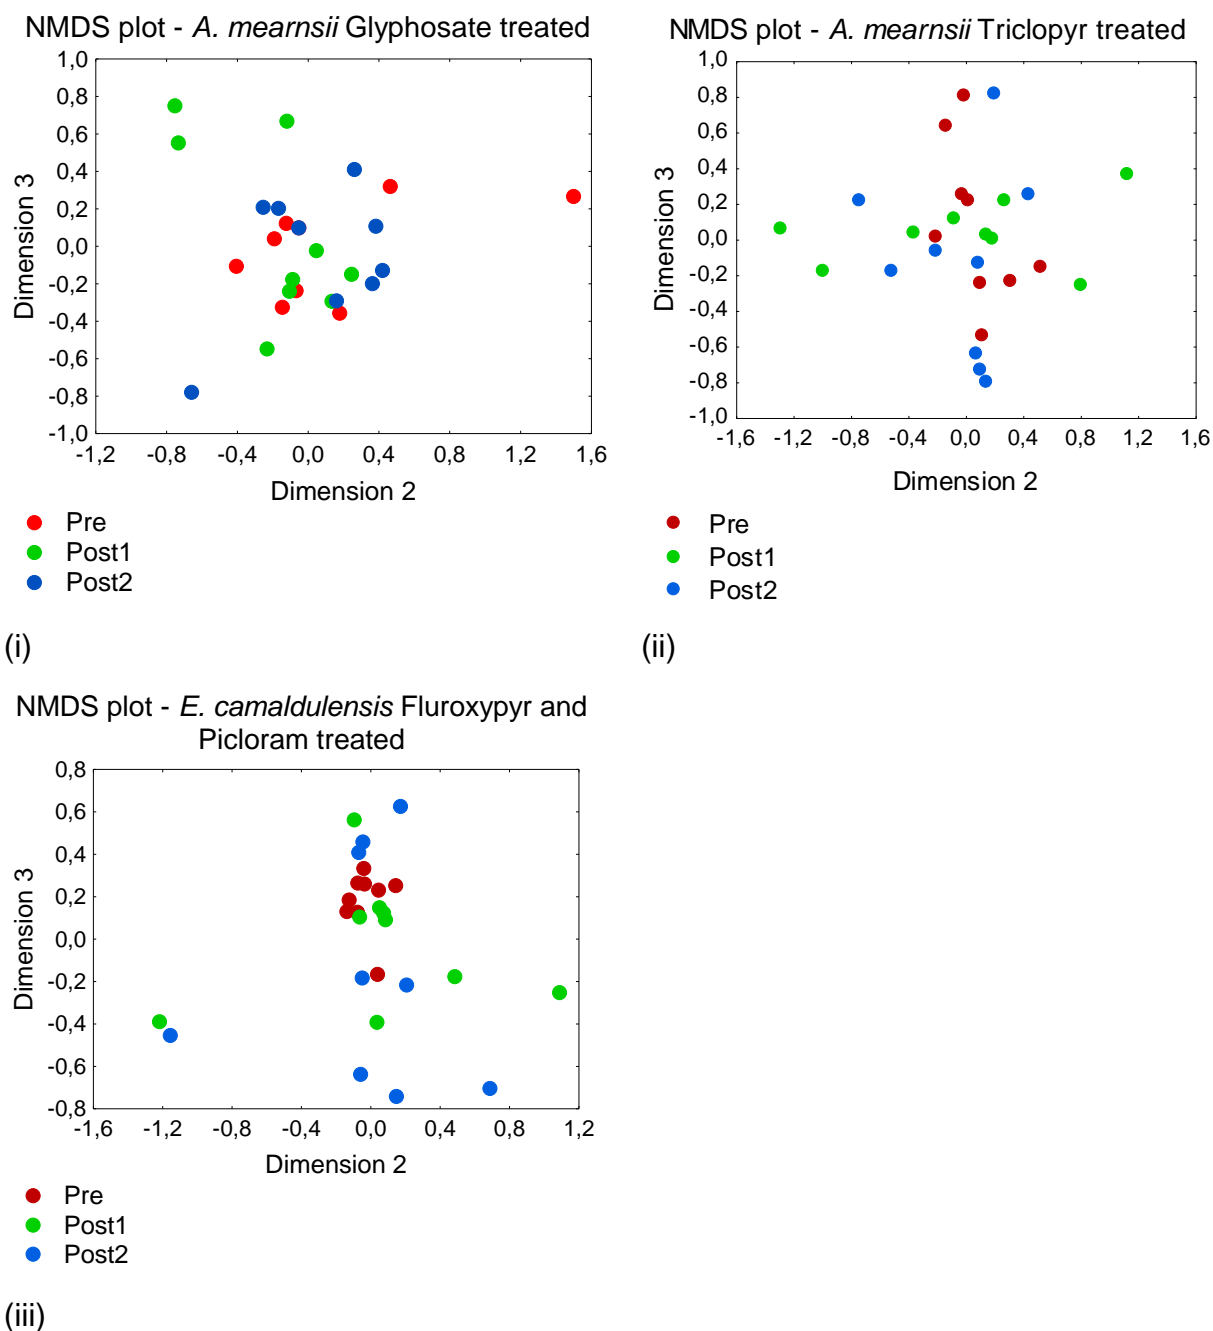 NMDS plot - A. mearnsii Glyphosate treated
1,0
0,8
0,6
0,4
0,2
0,0
-0,2
-0,4
-0,6
-0,8
-1,0
Dimension 3
-1,2 -0,8 -0,4 0,0 0,4 0,8 1,2 1,6
Dimension 2
Pre
Post1
Post2
(i)
NMDS plot - A. mearnsii Triclopyr treated
1,0
0,8
0,6
0,4
0,2
0,0
-0,2
-0,4
-0,6
-0,8
-1,0
Dimension 3
-1,6 -1,2 -0,8 -0,4 0,0 0,4 0,8 1,2 1,6
Dimension 2
Pre
Post1
Post2
(ii)
NMDS plot - E. camaldulensis Fluroxypyr and
Picloram treated
0,8
0,6
0,4
0,2
0,0
-0,2
-0,4
-0,6
-0,8
Dimension 3
-1,6 -1,2 -0,8 -0,4 0,0 0,4 0,8 1,2
Dimension 2
Pre
Post1
Post2
(iii)